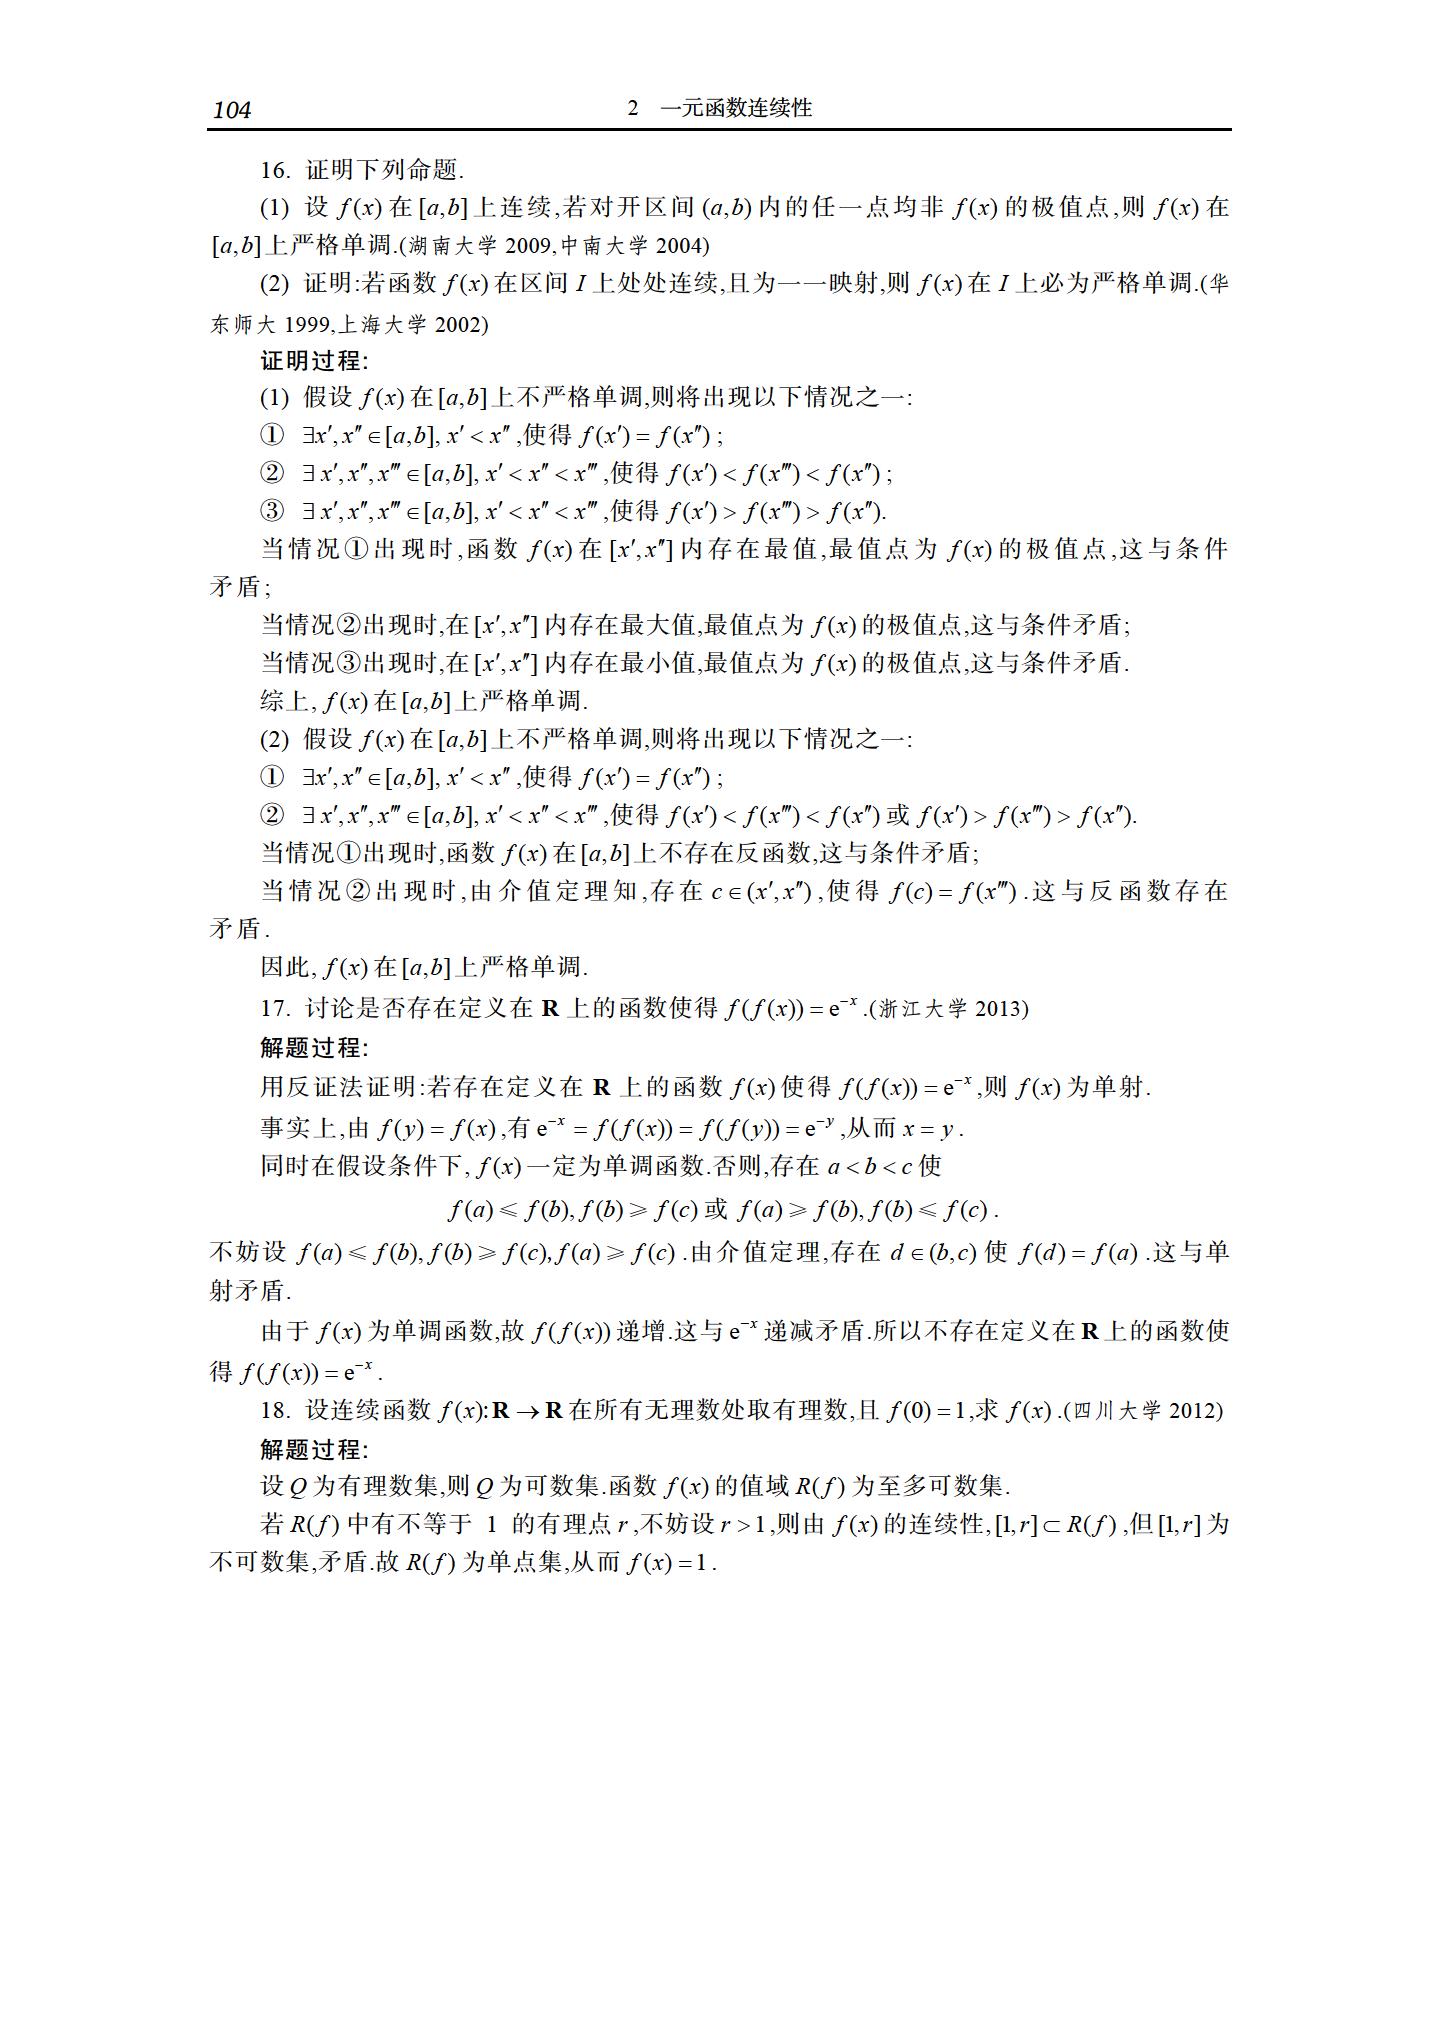 104
2 一元函数连续性
16. 证明下列命题.
(1) 设 f(x) 在 [a,b] 上连续,若对开区间 (a,b) 内的任一点均非 f(x) 的极值点,则 f(x) 在
[a,b] 上严格单调.(湖南大学 2009,中南大学 2004)
(2) 证明:若函数 f(x) 在区间 I 上处处连续,且为一一映射,则 f(x) 在 I 上必为严格单调.(华
东师大 1999,上海大学 2002)
证明过程:
(1) 假设 f(x) 在 [a,b] 上不严格单调,则将出现以下情况之一:
① ∃x′,x″∈[a,b], x′<x″,使得 f(x′)=f(x″);
② ∃x′,x″,x‴∈[a,b], x′<x″<x‴,使得 f(x′)<f(x‴)<f(x″);
③ ∃x′,x″,x‴∈[a,b], x′<x″<x‴,使得 f(x′)>f(x‴)>f(x″).
当情况①出现时,函数 f(x) 在 [x′,x″] 内存在最值,最值点为 f(x) 的极值点,这与条件
矛盾;
当情况②出现时,在 [x′,x″] 内存在最大值,最值点为 f(x) 的极值点,这与条件矛盾;
当情况③出现时,在 [x′,x″] 内存在最小值,最值点为 f(x) 的极值点,这与条件矛盾.
综上, f(x) 在 [a,b] 上严格单调.
(2) 假设 f(x) 在 [a,b] 上不严格单调,则将出现以下情况之一:
① ∃x′,x″∈[a,b], x′<x″,使得 f(x′)=f(x″);
② ∃x′,x″,x‴∈[a,b], x′<x″<x‴,使得 f(x′)<f(x‴)<f(x″) 或 f(x′)>f(x‴)>f(x″).
当情况①出现时,函数 f(x) 在 [a,b] 上不存在反函数,这与条件矛盾;
当情况②出现时,由介值定理知,存在 c∈(x′,x″),使得 f(c)=f(x‴).这与反函数存在
矛盾.
因此, f(x) 在 [a,b] 上严格单调.
17. 讨论是否存在定义在 R 上的函数使得 f(f(x))=e⁻ˣ.(浙江大学 2013)
解题过程:
用反证法证明:若存在定义在 R 上的函数 f(x) 使得 f(f(x))=e⁻ˣ,则 f(x) 为单射.
事实上,由 f(y)=f(x),有 e⁻ˣ=f(f(x))=f(f(y))=e⁻ʸ,从而 x=y.
同时在假设条件下, f(x) 一定为单调函数.否则,存在 a<b<c 使
f(a)⩽f(b),f(b)⩾f(c) 或 f(a)⩾f(b),f(b)⩽f(c).
不妨设 f(a)⩽f(b),f(b)⩾f(c),f(a)⩾f(c).由介值定理,存在 d∈(b,c) 使 f(d)=f(a).这与单
射矛盾.
由于 f(x) 为单调函数,故 f(f(x)) 递增.这与 e⁻ˣ 递减矛盾.所以不存在定义在 R 上的函数使
得 f(f(x))=e⁻ˣ.
18. 设连续函数 f(x):R→R 在所有无理数处取有理数,且 f(0)=1,求 f(x).(四川大学 2012)
解题过程:
设 Q 为有理数集,则 Q 为可数集.函数 f(x) 的值域 R(f) 为至多可数集.
若 R(f) 中有不等于 1 的有理点 r,不妨设 r>1,则由 f(x) 的连续性,[1,r]⊂R(f),但 [1,r] 为
不可数集,矛盾.故 R(f) 为单点集,从而 f(x)=1.